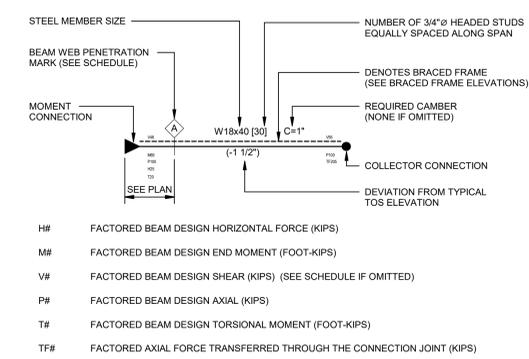 STEEL MEMBER SIZE
NUMBER OF 3/4"Ø HEADED STUDS
EQUALLY SPACED ALONG SPAN
BEAM WEB PENETRATION
MARK (SEE SCHEDULE)
DENOTES BRACED FRAME
(SEE BRACED FRAME ELEVATIONS)
MOMENT
CONNECTION
REQUIRED CAMBER
(NONE IF OMITTED)
A
W18x40 [30] C=1"
(-1 1/2")
M50
P100
H25
T20
P100
TF205
SEE PLAN
COLLECTOR CONNECTION
DEVIATION FROM TYPICAL
TOS ELEVATION
H# FACTORED BEAM DESIGN HORIZONTAL FORCE (KIPS)
M# FACTORED BEAM DESIGN END MOMENT (FOOT-KIPS)
V# FACTORED BEAM DESIGN SHEAR (KIPS) (SEE SCHEDULE IF OMITTED)
P# FACTORED BEAM DESIGN AXIAL (KIPS)
T# FACTORED BEAM DESIGN TORSIONAL MOMENT (FOOT-KIPS)
TF# FACTORED AXIAL FORCE TRANSFERRED THROUGH THE CONNECTION JOINT (KIPS)